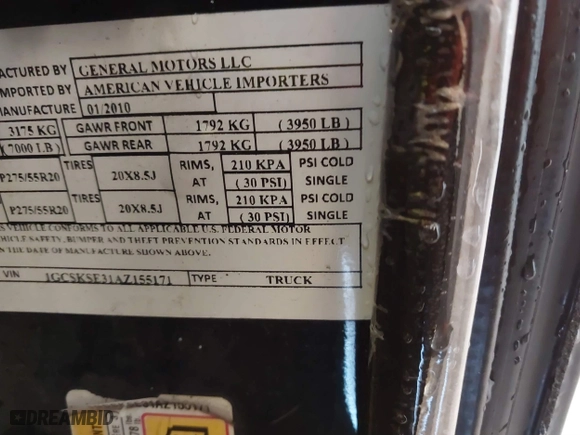 ACTURED BY GENERAL MOTORS LLC
MPORTED BY AMERICAN VEHICLE IMPORTERS
MANUFACTURE 01/2010
3175 KG GAWR FRONT 1792 KG (3950 LB)
(7000 LB) GAWR REAR 1792 KG (3950 LB)
P275/55R20 TIRES 20X8.5J RIMS, AT 210 KPA (30 PSI) PSI COLD SINGLE
P275/55R20 TIRES 20X8.5J RIMS, AT 210 KPA (30 PSI) PSI COLD SINGLE
S VEHICLE CONFORMS TO ALL APPLICABLE U.S. FEDERAL MOTOR
HICLE SAFETY, BUMPER AND THEFT PREVENTION STANDARDS IN EFFECT
N THE DATE OF MANUFACTURE SHOWN ABOVE.
VIN 1GCSKSE31AZ155171 TYPE TRUCK
DREAMBID